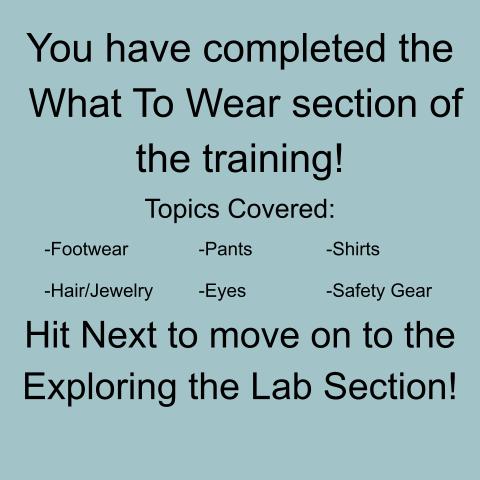 You have completed the
What To Wear section of
the training!
Topics Covered:
-Footwear -Pants -Shirts
-Hair/Jewelry -Eyes -Safety Gear
Hit Next to move on to the
Exploring the Lab Section!